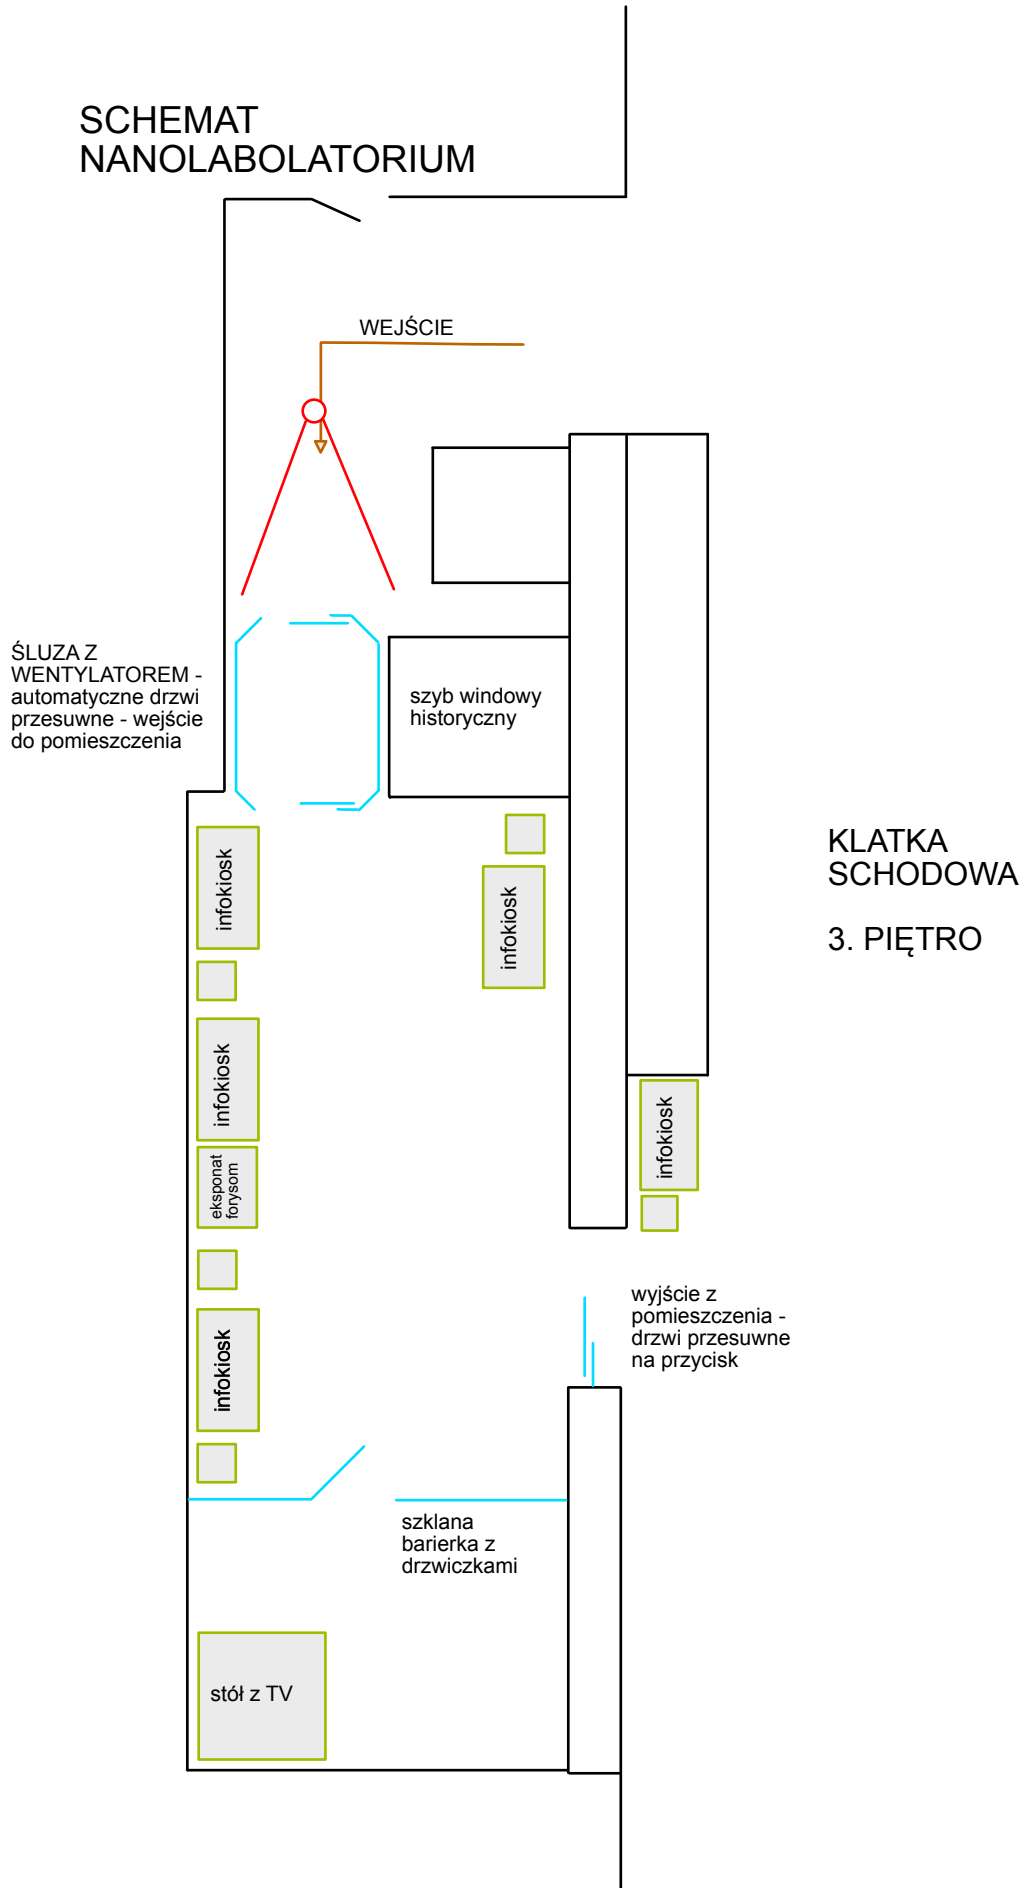 SCHEMAT
NANOLABOLATORIUM
WEJŚCIE
ŚLUZA Z
WENTYLATOREM -
automatyczne drzwi
przesuwne - wejście
do pomieszczenia
szyb windowy
historyczny
infokiosk
infokiosk
KLATKA
SCHODOWA
3. PIĘTRO
infokiosk
infokiosk
eksponat
forysom
wyjście z
pomieszczenia -
drzwi przesuwne
na przycisk
infokiosk
szklana
barierka z
drzwiczkami
stół z TV